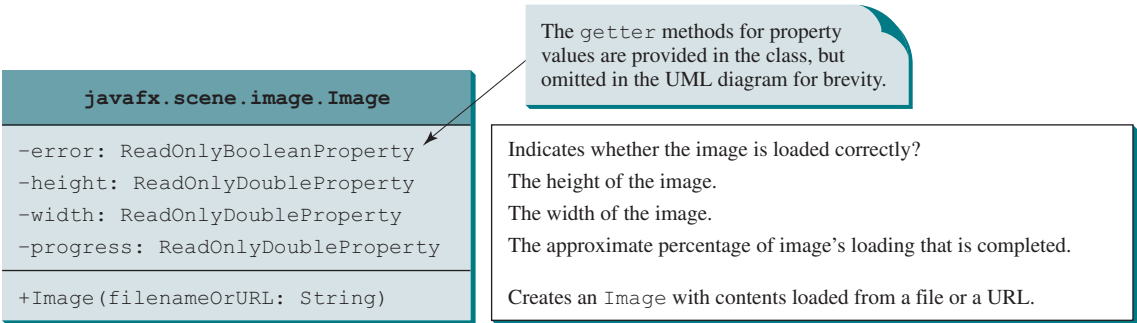 The getter methods for property
values are provided in the class, but
omitted in the UML diagram for brevity.
javafx.scene.image.Image
-error: ReadOnlyBooleanProperty
Indicates whether the image is loaded correctly?
-height: ReadOnlyDoubleProperty
The height of the image.
-width: ReadOnlyDoubleProperty
The width of the image.
-progress: ReadOnlyDoubleProperty
The approximate percentage of image's loading that is completed.
+Image(filenameOrURL: String)
Creates an Image with contents loaded from a file or a URL.